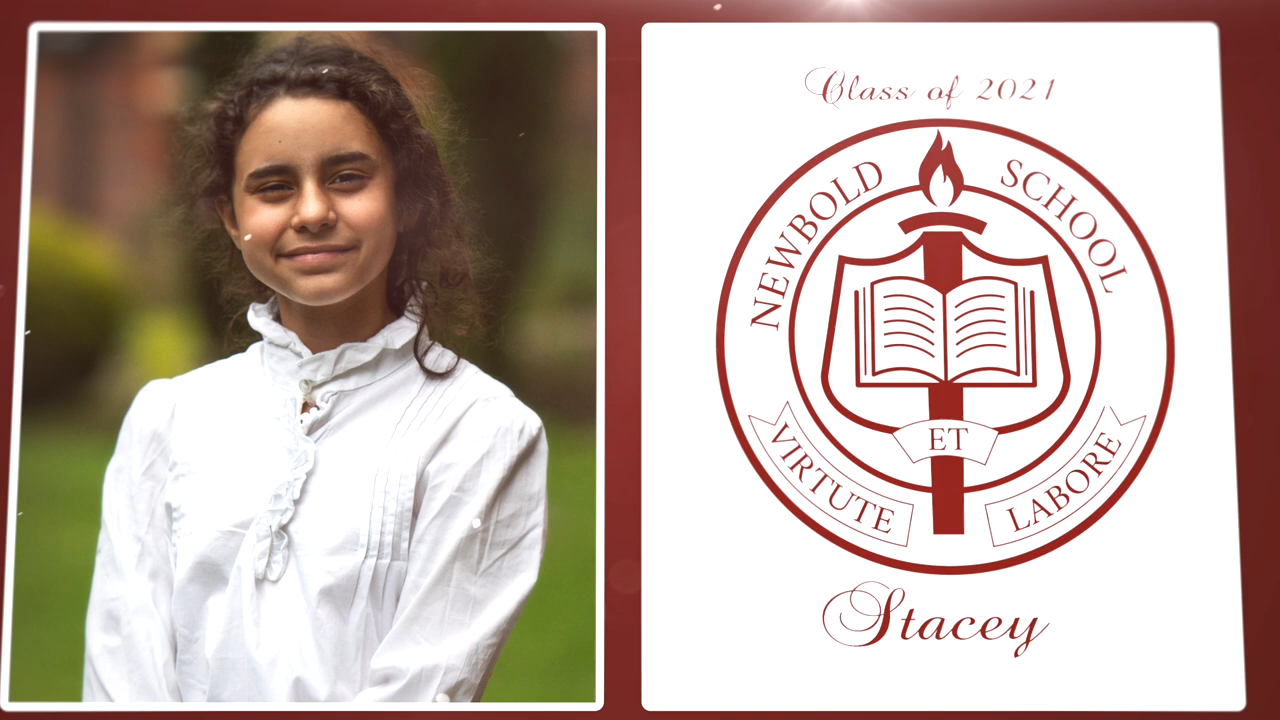 Class of 2021
NEWBOLD SCHOOL
ET
VIRTUTE
LABORE
Stacey